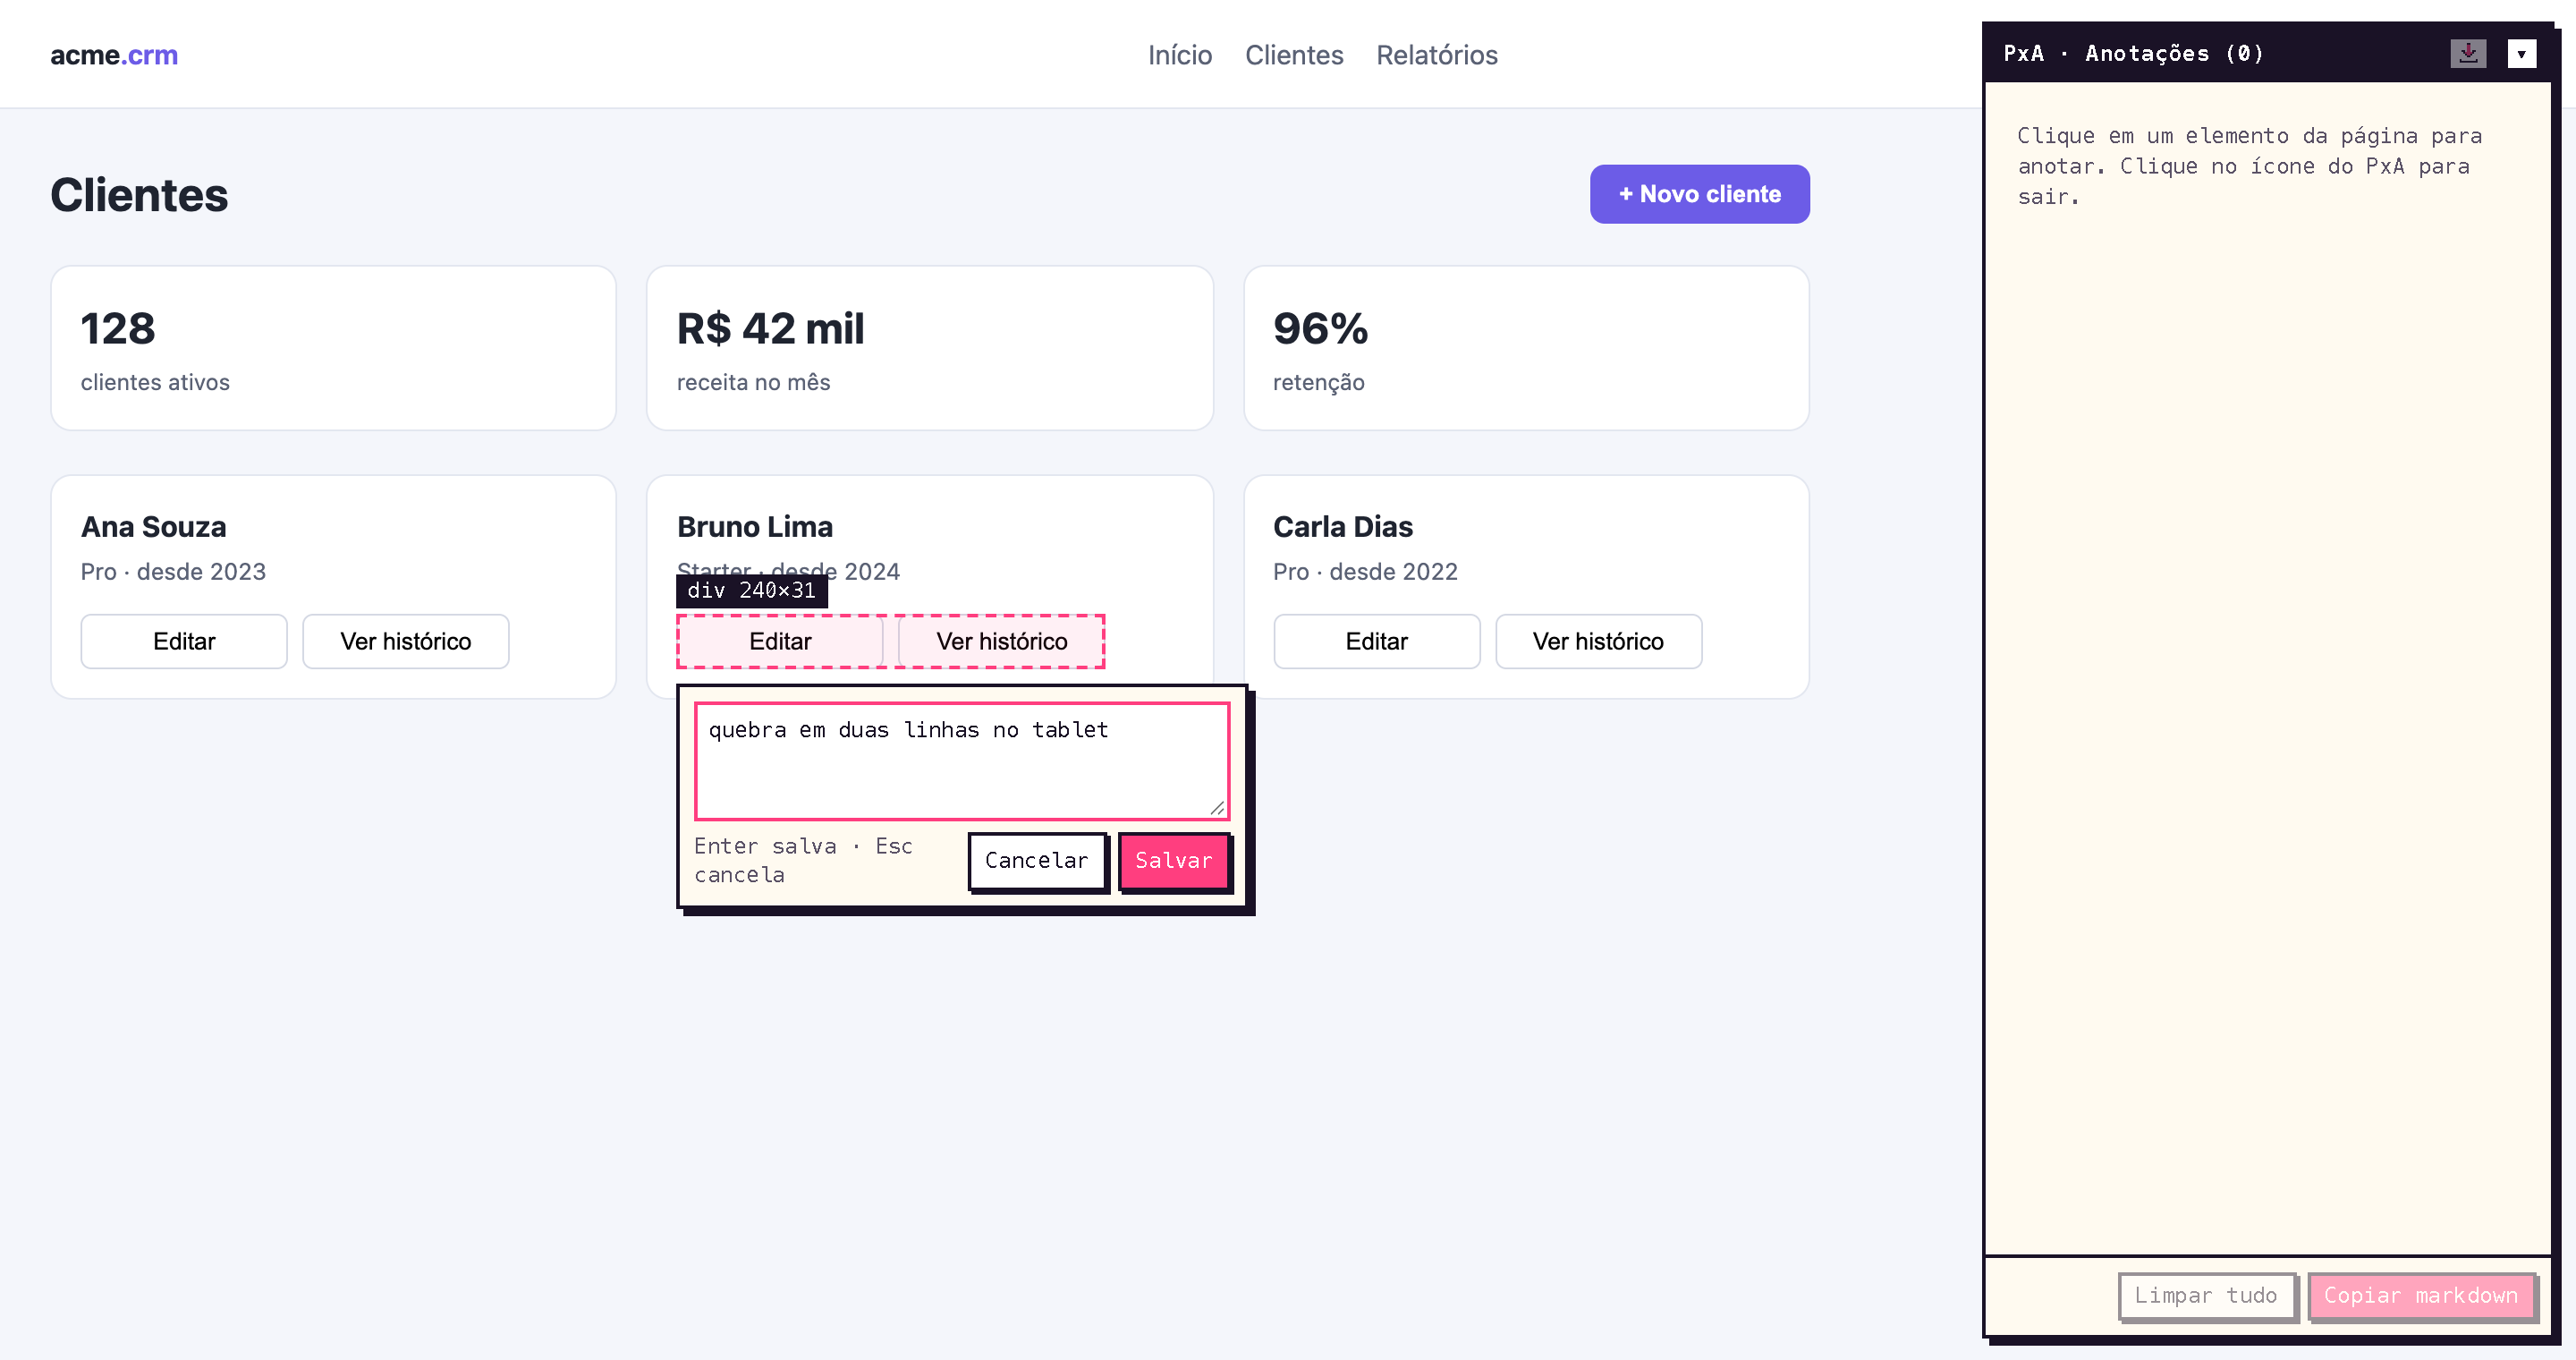 acme.crm
Início Clientes Relatórios
PxA · Anotações (0)
Clique em um elemento da página para
anotar. Clique no ícone do PxA para
sair.
Clientes
+ Novo cliente
128
clientes ativos
R$ 42 mil
receita no mês
96%
retenção
Ana Souza
Pro · desde 2023
Editar
Ver histórico
Bruno Lima
Starter · desde 2024
div 240×31
Editar
Ver histórico
Carla Dias
Pro · desde 2022
Editar
Ver histórico
quebra em duas linhas no tablet
Enter salva · Esc
cancela
Cancelar
Salvar
Limpar tudo
Copiar markdown